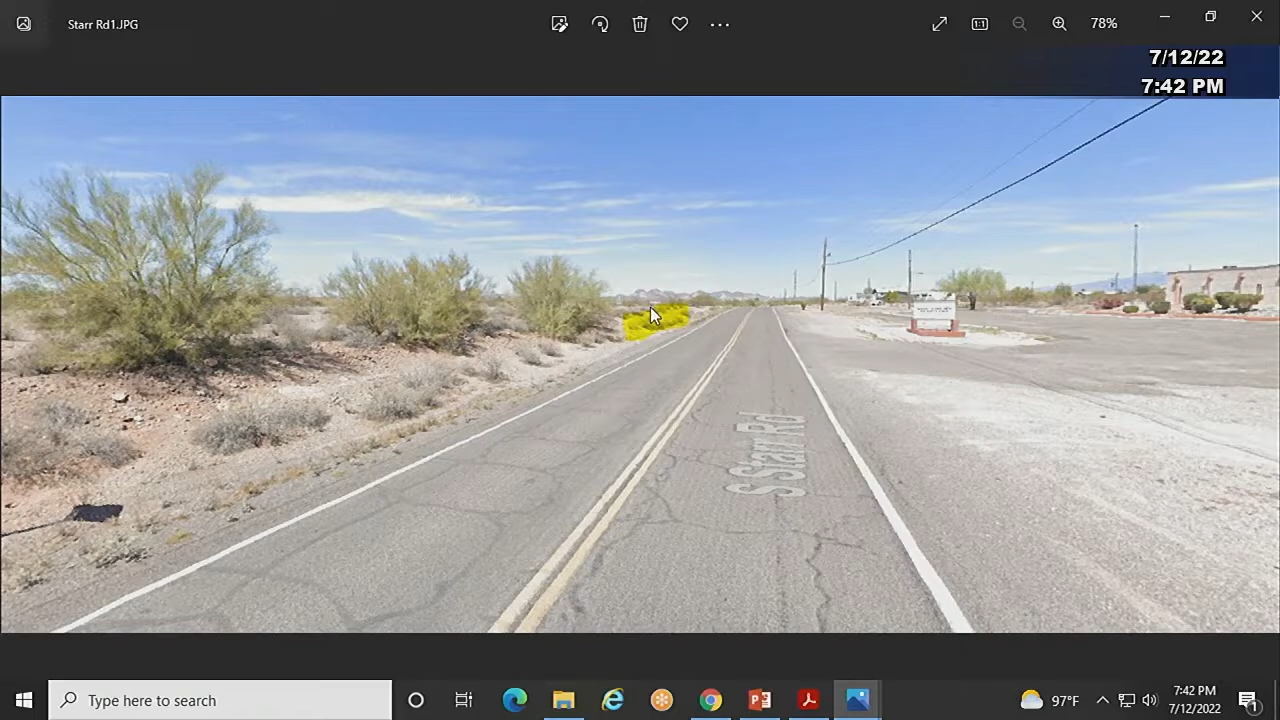 Starr Rd1.JPG
78%
7/12/22
7:42 PM
S Starr Rd
Type here to search
97°F
7:42 PM
7/12/2022
1